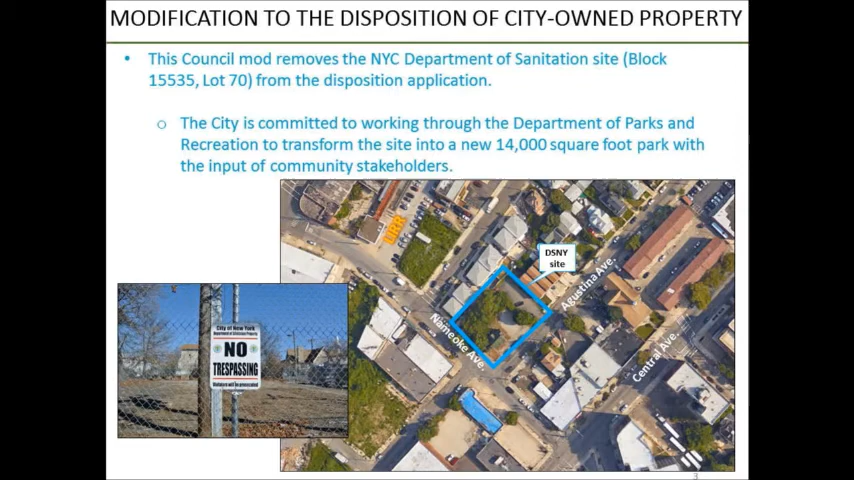 MODIFICATION TO THE DISPOSITION OF CITY-OWNED PROPERTY
• This Council mod removes the NYC Department of Sanitation site (Block
15535, Lot 70) from the disposition application.
o The City is committed to working through the Department of Parks and
Recreation to transform the site into a new 14,000 square foot park with
the input of community stakeholders.
LIRR
DSNY
site
Agustina Ave.
Nameoke Ave.
Central Ave.
City of New York
Department of Sanitation Property
NO
TRESPASSING
Violators will be prosecuted
3